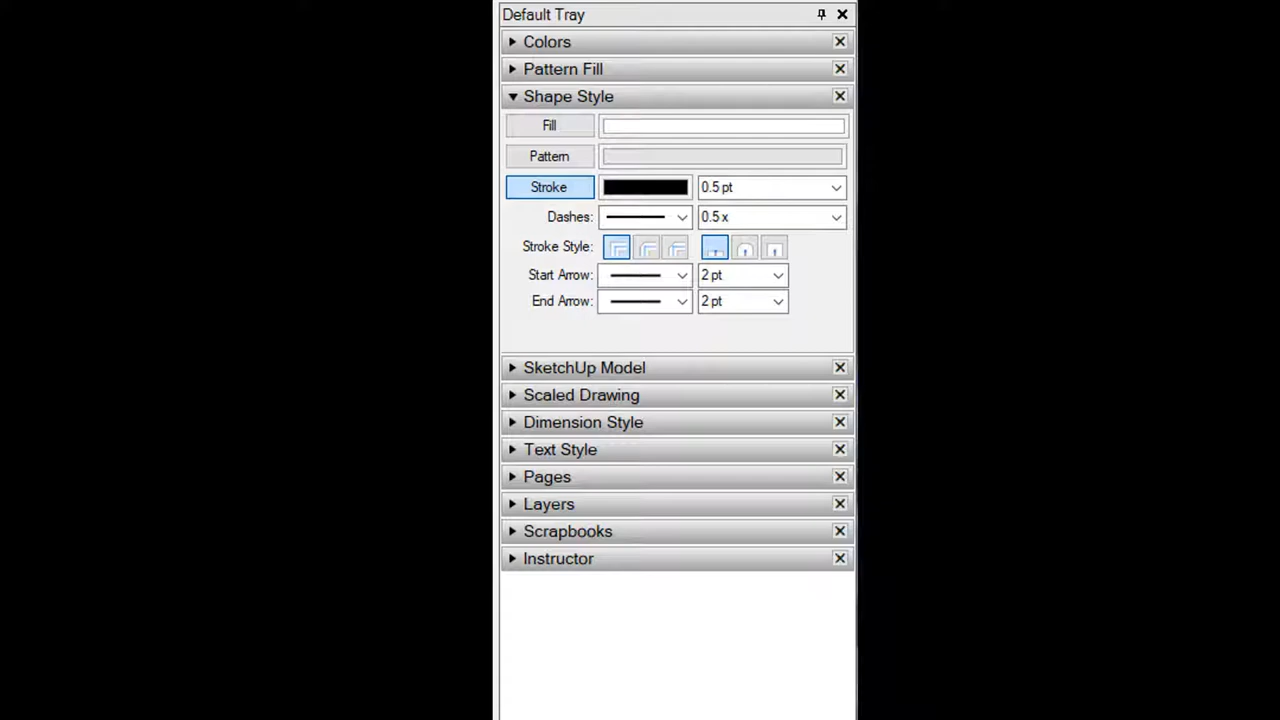 Default Tray
Colors
Pattern Fill
Shape Style
Fill
Pattern
Stroke 0.5 pt
Dashes: 0.5 x
Stroke Style:
Start Arrow: 2 pt
End Arrow: 2 pt
SketchUp Model
Scaled Drawing
Dimension Style
Text Style
Pages
Layers
Scrapbooks
Instructor